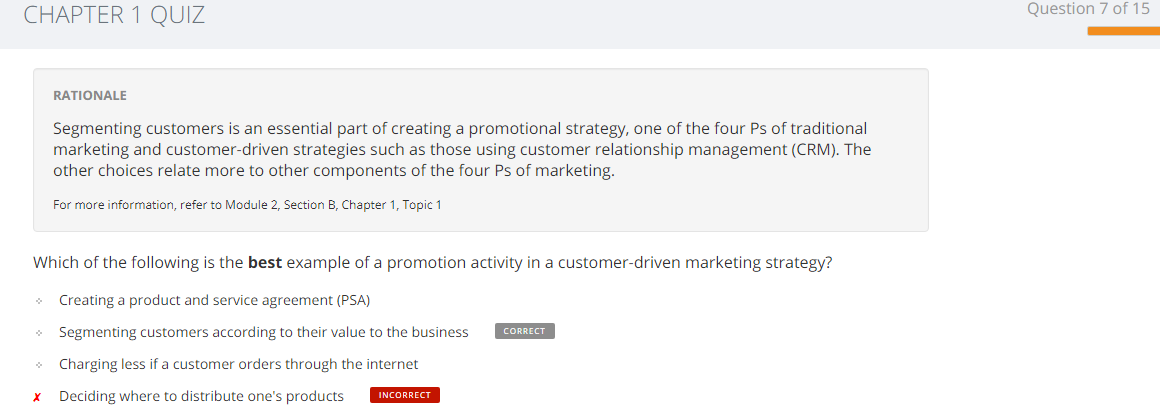 CHAPTER 1 QUIZ
Question 7 of 15
RATIONALE
Segmenting customers is an essential part of creating a promotional strategy, one of the four Ps of traditional
marketing and customer-driven strategies such as those using customer relationship management (CRM). The
other choices relate more to other components of the four Ps of marketing.
For more information, refer to Module 2, Section B, Chapter 1, Topic 1
Which of the following is the best example of a promotion activity in a customer-driven marketing strategy?
Creating a product and service agreement (PSA)
Segmenting customers according to their value to the business CORRECT
Charging less if a customer orders through the internet
✗ Deciding where to distribute one's products INCORRECT